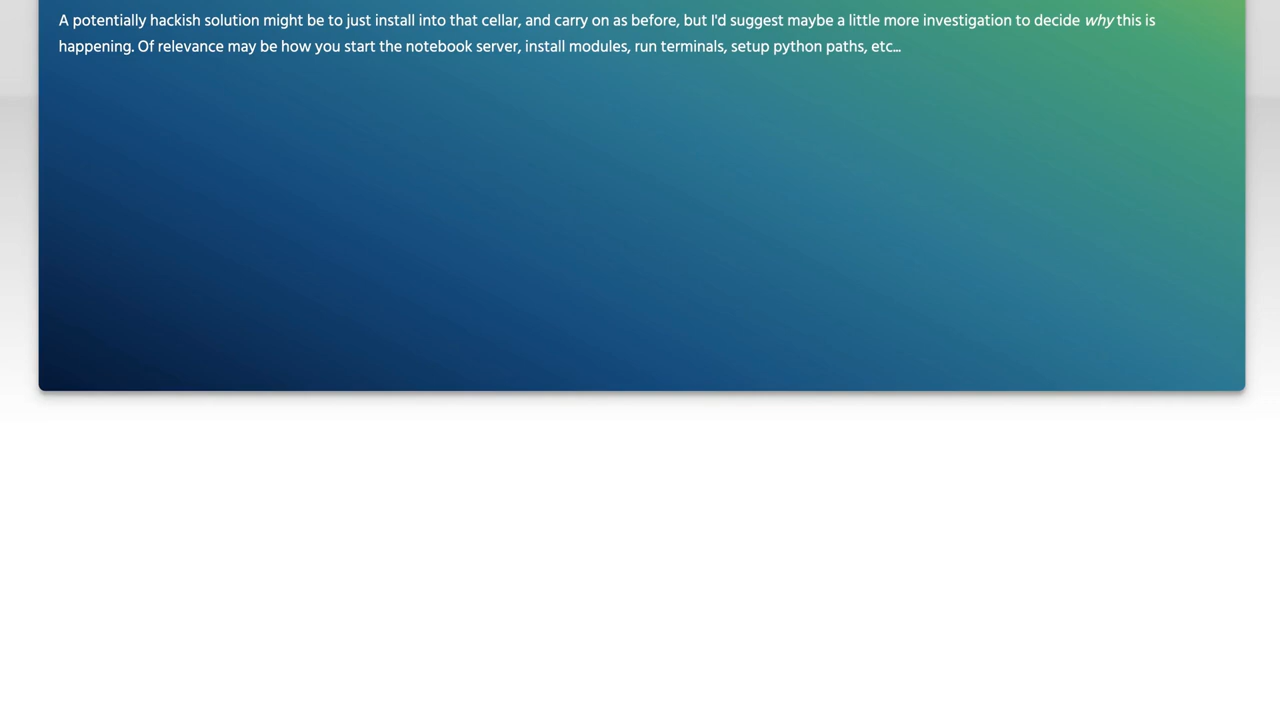 A potentially hackish solution might be to just install into that cellar, and carry on as before, but I'd suggest maybe a little more investigation to decide why this is
happening. Of relevance may be how you start the notebook server, install modules, run terminals, setup python paths, etc...